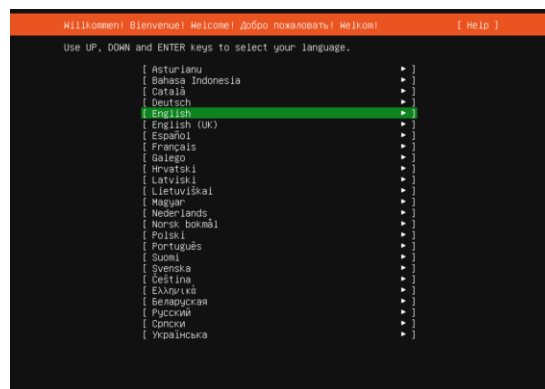 Willkommen! Bienvenue! Welcome! Добро пожаловать! Welkom! [ Help ]
Use UP, DOWN and ENTER keys to select your language.
[ Asturianu ► ]
[ Bahasa Indonesia ► ]
[ Català ► ]
[ Deutsch ► ]
[ English ► ]
[ English (UK) ► ]
[ Español ► ]
[ Français ► ]
[ Galego ► ]
[ Hrvatski ► ]
[ Latviski ► ]
[ Lietuviškai ► ]
[ Magyar ► ]
[ Nederlands ► ]
[ Norsk bokmål ► ]
[ Polski ► ]
[ Português ► ]
[ Suomi ► ]
[ Svenska ► ]
[ Čeština ► ]
[ Ελληνικά ► ]
[ Беларуская ► ]
[ Русский ► ]
[ Српски ► ]
[ Українська ► ]